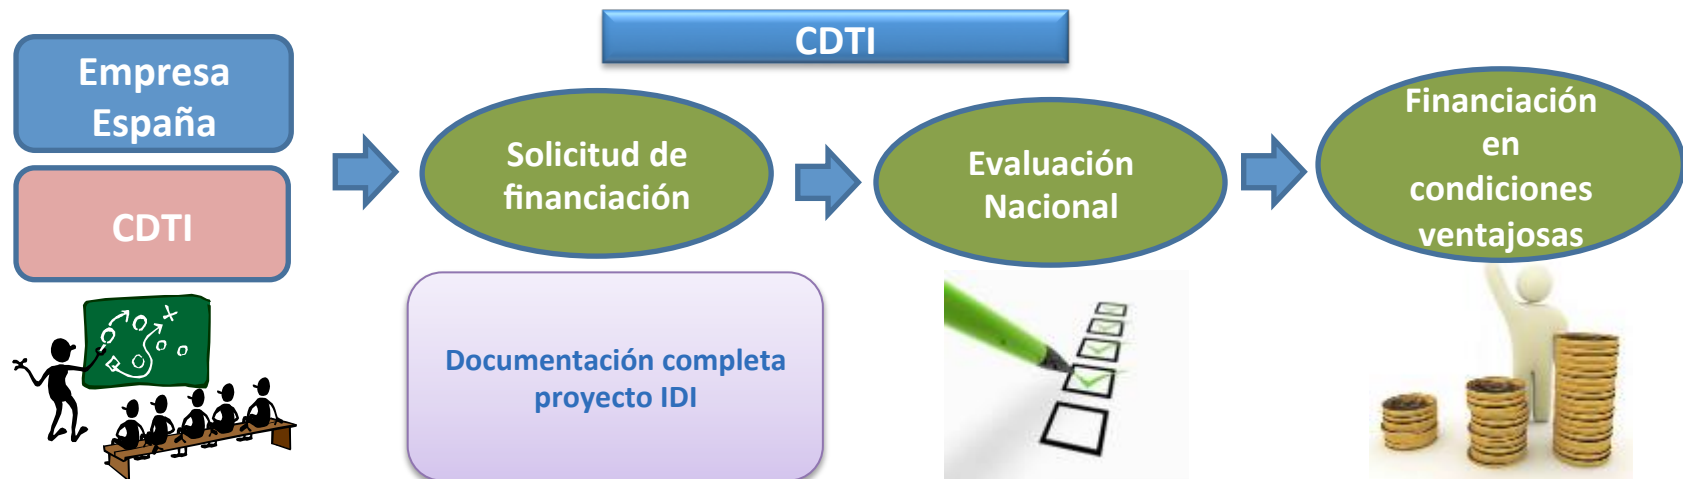 CDTI
Empresa
España
CDTI
Solicitud de
financiación
Evaluación
Nacional
Financiación
en
condiciones
ventajosas
Documentación completa
proyecto IDI